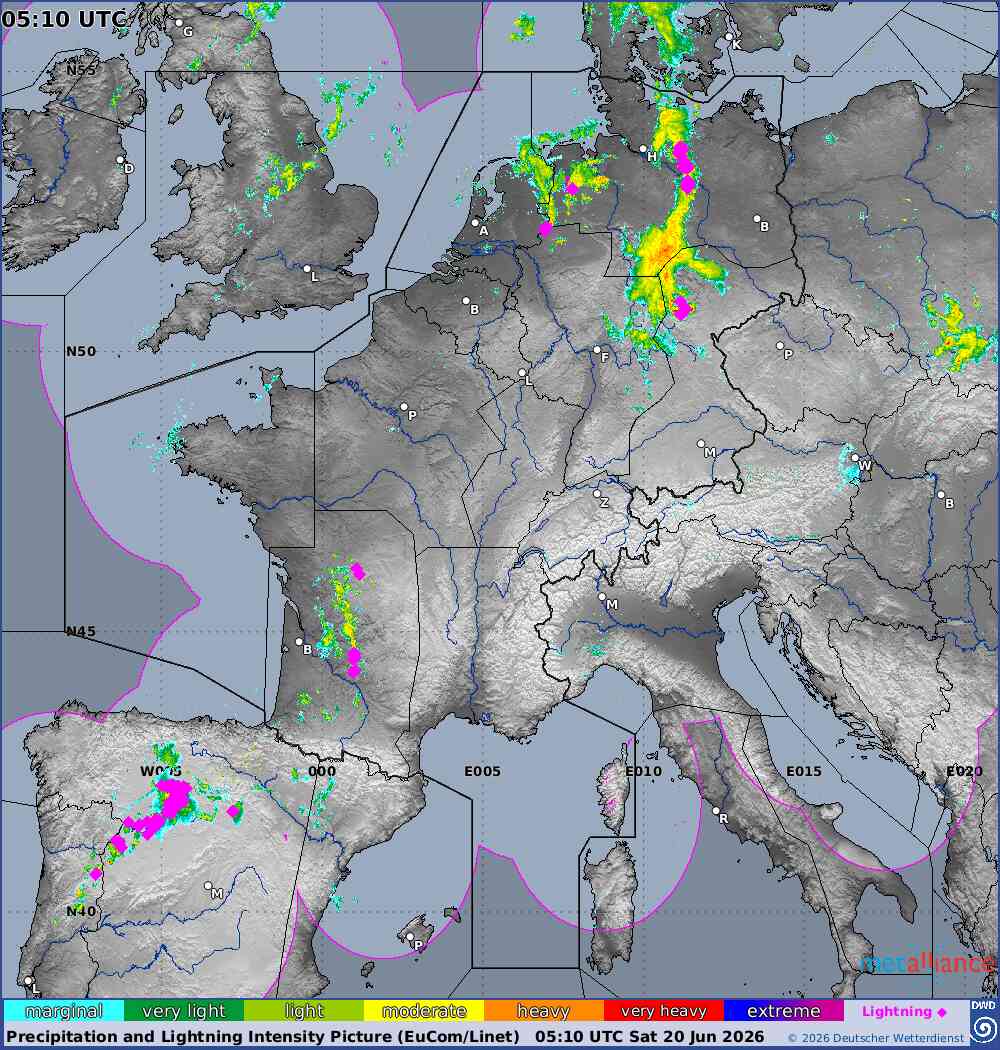 05:10 UTC
G
K
N55
H
D
A
B
L
B
N50
P
F
L
P
M
W
Z
B
M
N45
B
W005
000
E005
E010
E015
E020
R
M
N40
P
L
metalliance
marginal
very light
light
moderate
heavy
very heavy
extreme
Lightning ◆
DWD
Precipitation and Lightning Intensity Picture (EuCom/Linet) 05:10 UTC Sat 20 Jun 2026 © 2026 Deutscher Wetterdienst